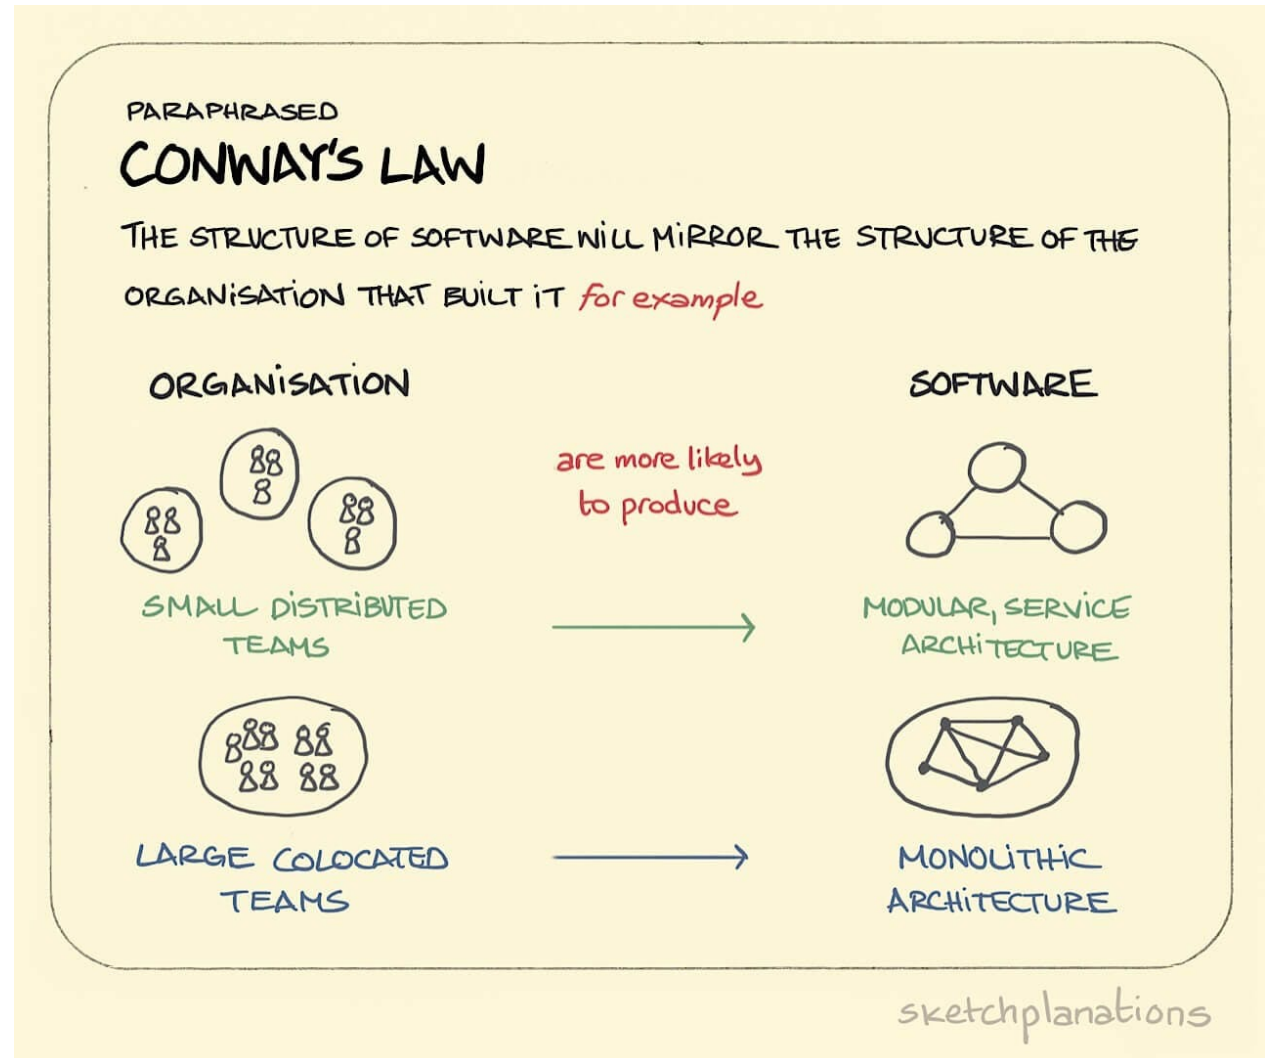 PARAPHRASED
CONWAY'S LAW
THE STRUCTURE OF SOFTWARE WILL MIRROR THE STRUCTURE OF THE
ORGANISATION THAT BUILT IT for example
ORGANISATION
SOFTWARE
are more likely
to produce
SMALL DISTRIBUTED
TEAMS
MODULAR, SERVICE
ARCHITECTURE
LARGE COLOCATED
TEAMS
MONOLITHIC
ARCHITECTURE
sketchplanations